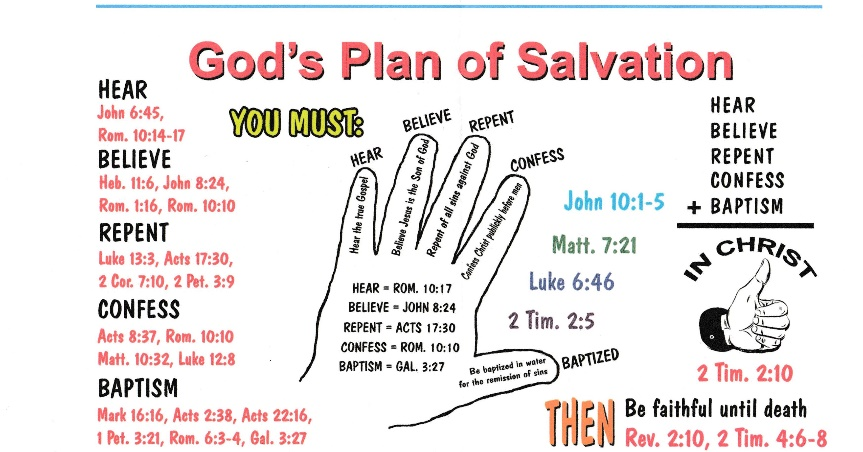 God's Plan of Salvation
HEAR
John 6:45,
Rom. 10:14-17
BELIEVE
Heb. 11:6, John 8:24,
Rom. 1:16, Rom. 10:10
REPENT
Luke 13:3, Acts 17:30,
2 Cor. 7:10, 2 Pet. 3:9
CONFESS
Acts 8:37, Rom. 10:10
Matt. 10:32, Luke 12:8
BAPTISM
Mark 16:16, Acts 2:38, Acts 22:16,
1 Pet. 3:21, Rom. 6:3-4, Gal. 3:27
YOU MUST:
HEAR
BELIEVE
REPENT
CONFESS
BAPTIZED
Hear the true Gospel
Believe Jesus is the Son of God
Repent of all sins against God
Confess Christ publickly before men
Be baptized in water
for the remission of sins
HEAR = ROM. 10:17
BELIEVE = JOHN 8:24
REPENT = ACTS 17:30
CONFESS = ROM. 10:10
BAPTISM = GAL. 3:27
John 10:1-5
Matt. 7:21
Luke 6:46
2 Tim. 2:5
HEAR
BELIEVE
REPENT
CONFESS
+ BAPTISM
IN CHRIST
2 Tim. 2:10
THEN Be faithful until death
Rev. 2:10, 2 Tim. 4:6-8